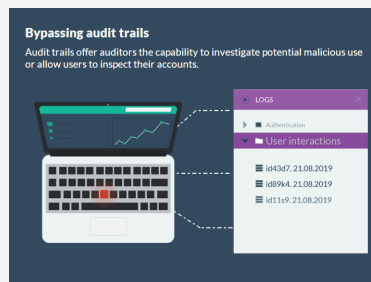 Bypassing audit trails
Audit trails offer auditors the capability to investigate potential malicious use
or allow users to inspect their accounts.
LOGS
Authentication
User interactions
id43d7. 21.08.2019
id89k4. 21.08.2019
id11s9. 21.08.2019